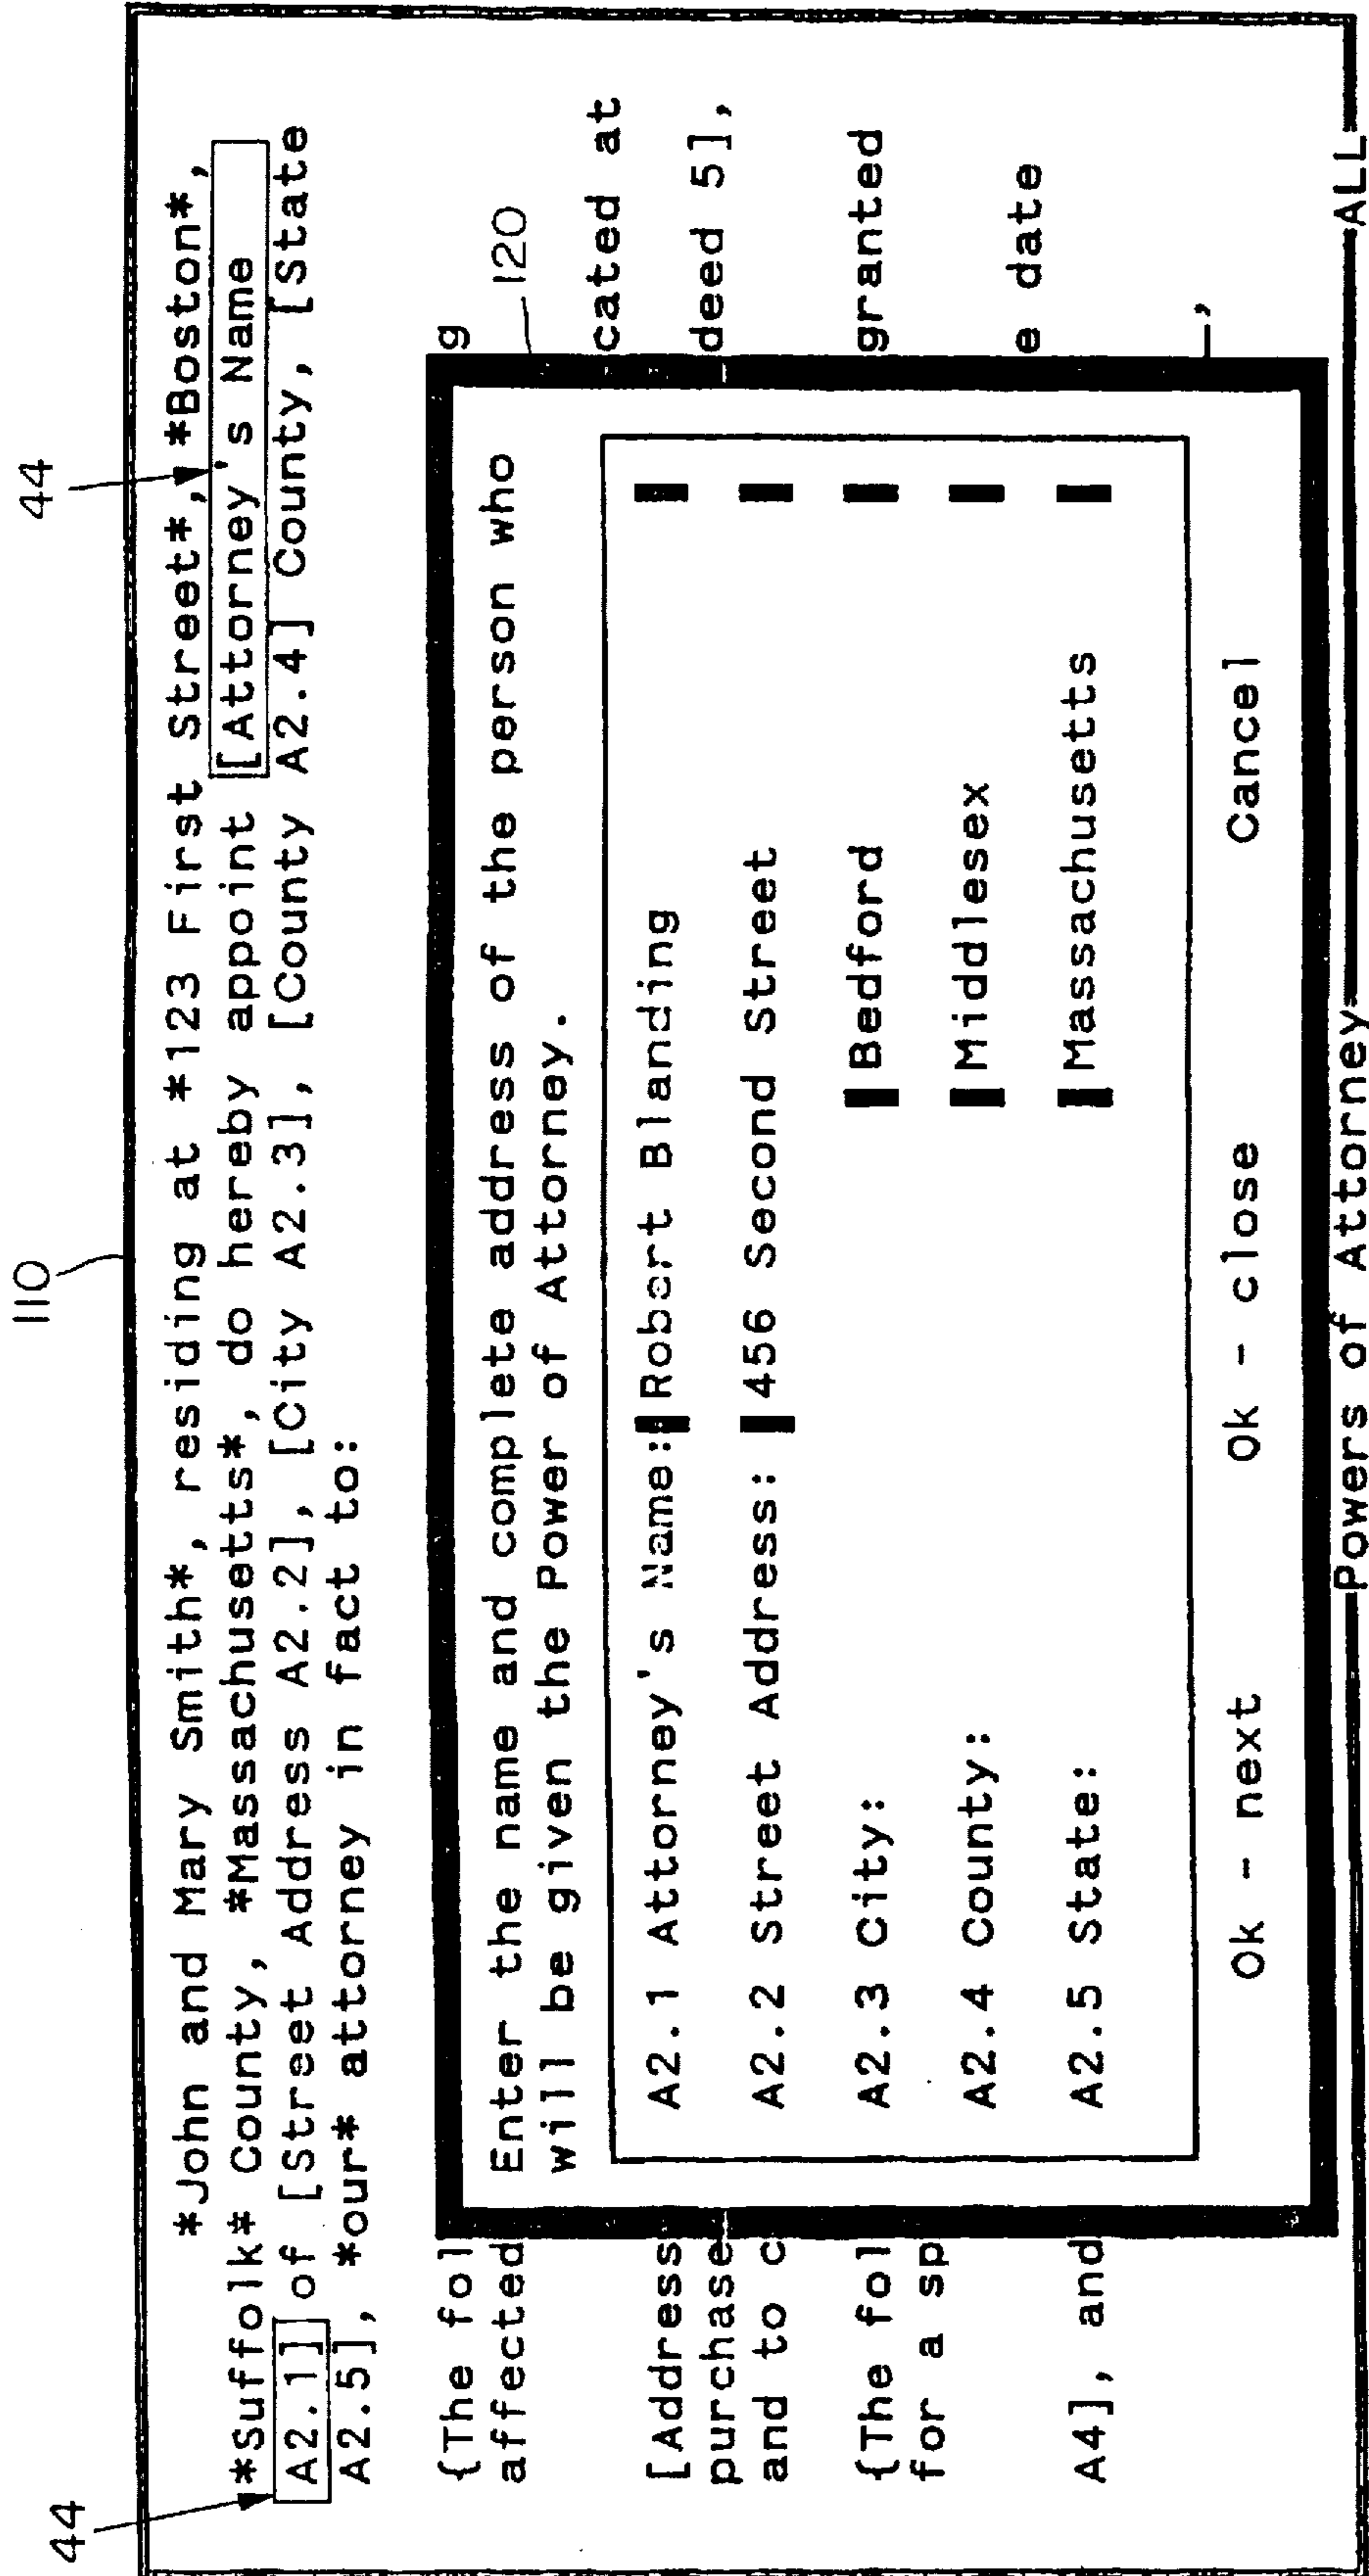 110
44
44
*John and Mary Smith*, residing at *123 First Street*, *Boston*,
*Suffolk* County, *Massachusetts*, do hereby appoint [Attorney's Name
A2.1] of [Street Address A2.2], [City A2.3], [County A2.4] County, [State
A2.5], *our* attorney in fact to:
{The fol g
affected
120
Enter the name and complete address of the person who
will be given the Power of Attorney.
[Address cated at
purchase deed 5],
and to c
{The fol granted
for a sp
e date
A4], and
,
A2.1 Attorney's Name: Robert Blanding
A2.2 Street Address: 456 Second Street
A2.3 City: Bedford
A2.4 County: Middlesex
A2.5 State: Massachusetts
Ok - next Ok - close Cancel
Powers of Attorney ALL